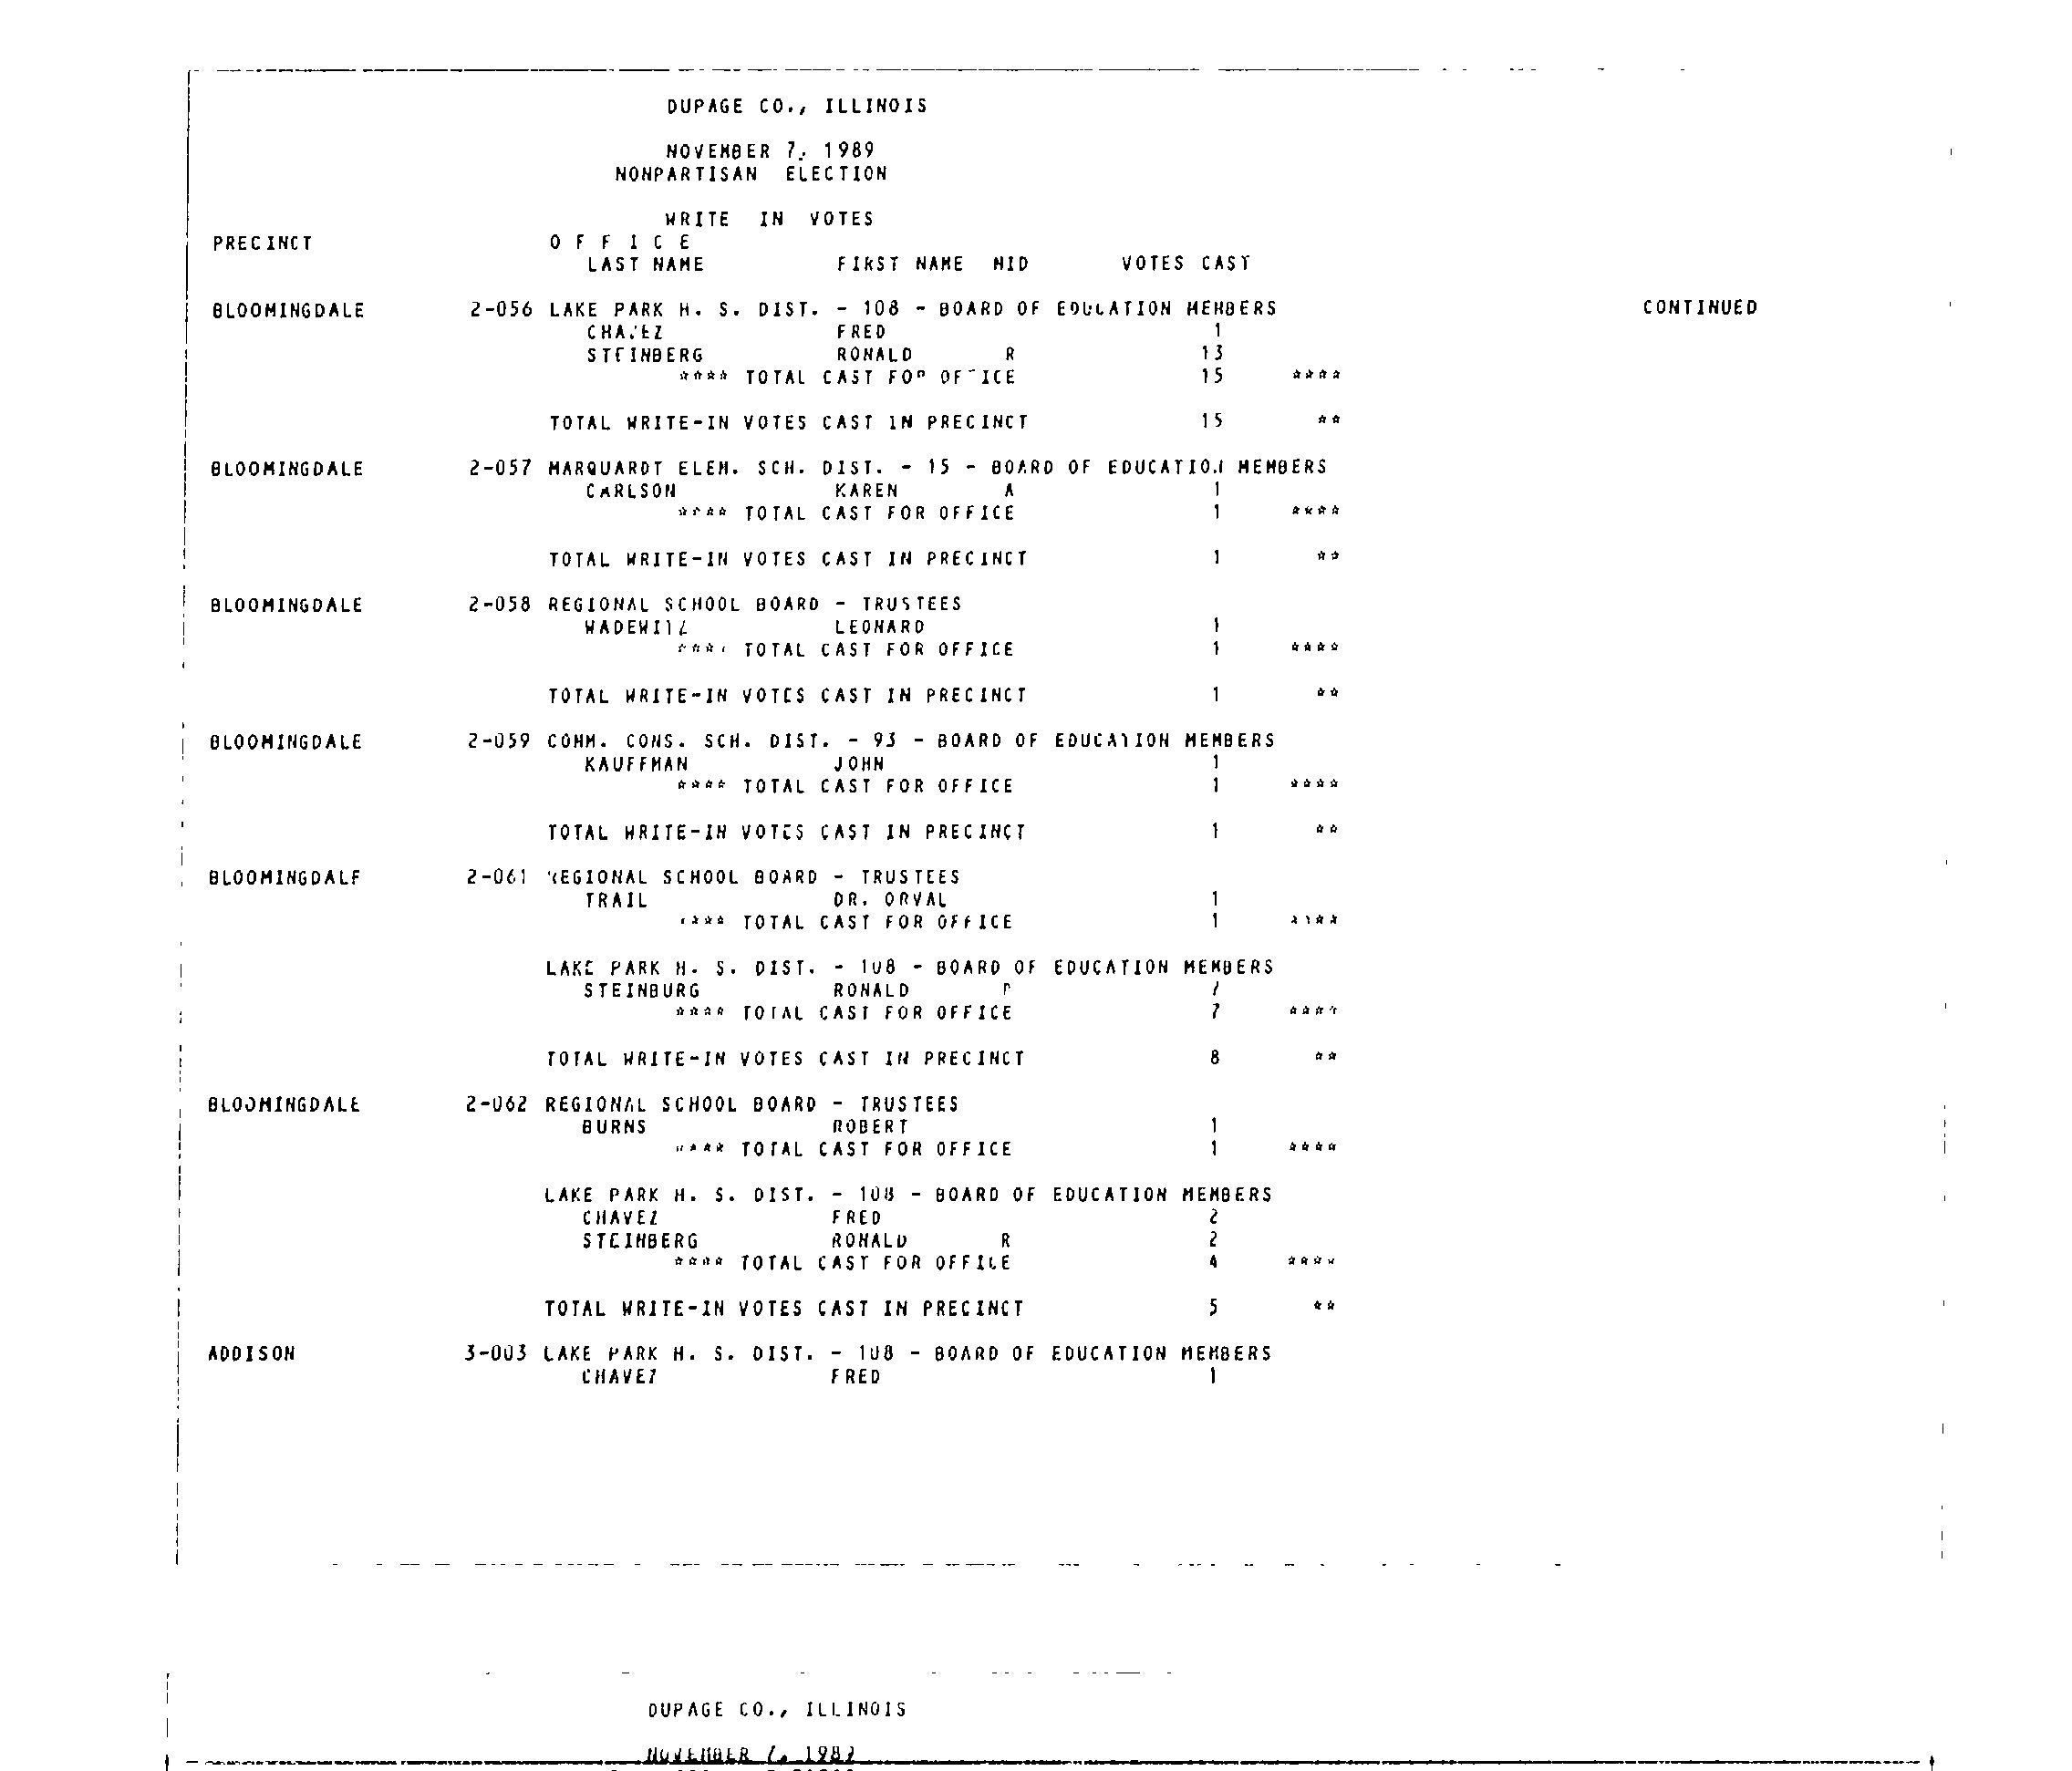 DUPAGE CO., ILLINOIS
NOVEMBER 7, 1989
NONPARTISAN ELECTION
WRITE IN VOTES
PRECINCT O F F I C E
LAST NAME FIRST NAME MID VOTES CAST
BLOOMINGDALE 2-056 LAKE PARK H. S. DIST. - 108 - BOARD OF EDUCATION MEMBERS CONTINUED
CHAVEZ FRED 1
STEINBERG RONALD R 13
**** TOTAL CAST FOR OFFICE 15 ****
TOTAL WRITE-IN VOTES CAST IN PRECINCT 15 **
BLOOMINGDALE 2-057 MARQUARDT ELEM. SCH. DIST. - 15 - BOARD OF EDUCATION MEMBERS
CARLSON KAREN A 1
**** TOTAL CAST FOR OFFICE 1 ****
TOTAL WRITE-IN VOTES CAST IN PRECINCT 1 **
BLOOMINGDALE 2-058 REGIONAL SCHOOL BOARD - TRUSTEES
WADEWITZ LEONARD 1
**** TOTAL CAST FOR OFFICE 1 ****
TOTAL WRITE-IN VOTES CAST IN PRECINCT 1 **
BLOOMINGDALE 2-059 COMM. CONS. SCH. DIST. - 93 - BOARD OF EDUCATION MEMBERS
KAUFFMAN JOHN 1
**** TOTAL CAST FOR OFFICE 1 ****
TOTAL WRITE-IN VOTES CAST IN PRECINCT 1 **
BLOOMINGDALE 2-061 REGIONAL SCHOOL BOARD - TRUSTEES
TRAIL DR. ORVAL 1
**** TOTAL CAST FOR OFFICE 1 ****
LAKE PARK H. S. DIST. - 108 - BOARD OF EDUCATION MEMBERS
STEINBURG RONALD 7
**** TOTAL CAST FOR OFFICE 7 ****
TOTAL WRITE-IN VOTES CAST IN PRECINCT 8 **
BLOOMINGDALE 2-062 REGIONAL SCHOOL BOARD - TRUSTEES
BURNS ROBERT 1
**** TOTAL CAST FOR OFFICE 1 ****
LAKE PARK H. S. DIST. - 108 - BOARD OF EDUCATION MEMBERS
CHAVEZ FRED 2
STEINBERG RONALD R 2
**** TOTAL CAST FOR OFFICE 4 ****
TOTAL WRITE-IN VOTES CAST IN PRECINCT 5 **
ADDISON 3-003 LAKE PARK H. S. DIST. - 108 - BOARD OF EDUCATION MEMBERS
CHAVEZ FRED 1
DUPAGE CO., ILLINOIS
NOVEMBER 7, 1989